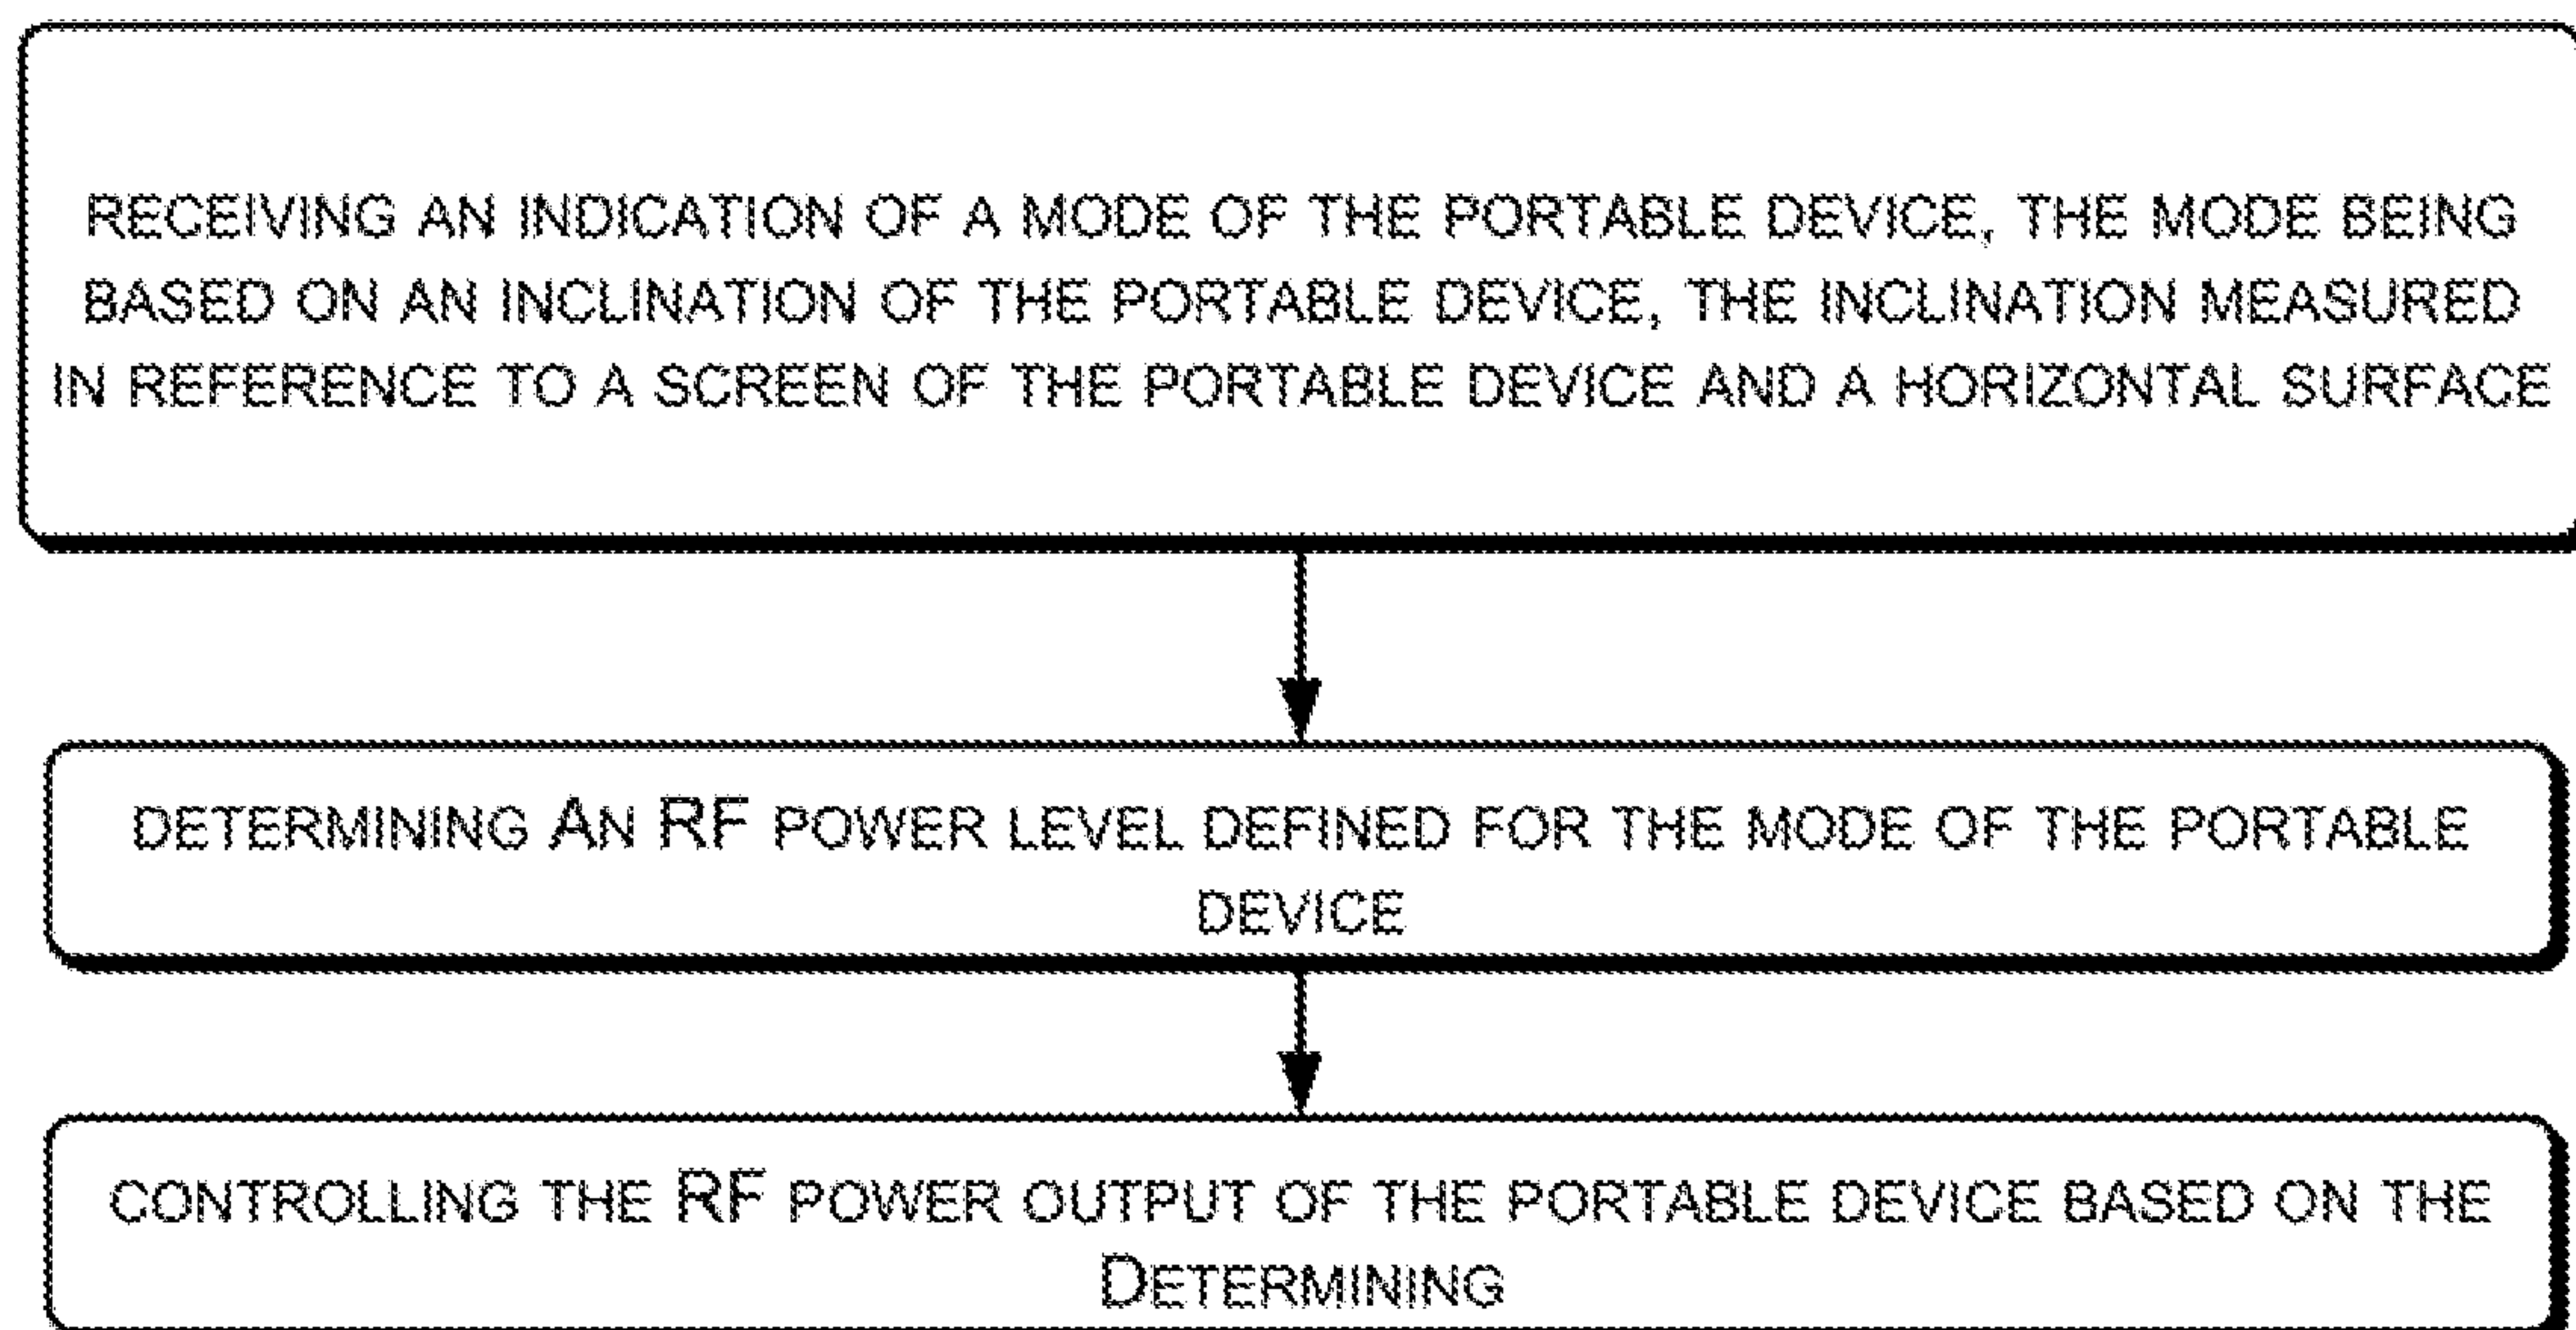 RECEIVING AN INDICATION OF A MODE OF THE PORTABLE DEVICE, THE MODE BEING
BASED ON AN INCLINATION OF THE PORTABLE DEVICE, THE INCLINATION MEASURED
IN REFERENCE TO A SCREEN OF THE PORTABLE DEVICE AND A HORIZONTAL SURFACE
DETERMINING AN RF POWER LEVEL DEFINED FOR THE MODE OF THE PORTABLE
DEVICE
CONTROLLING THE RF POWER OUTPUT OF THE PORTABLE DEVICE BASED ON THE
DETERMINING